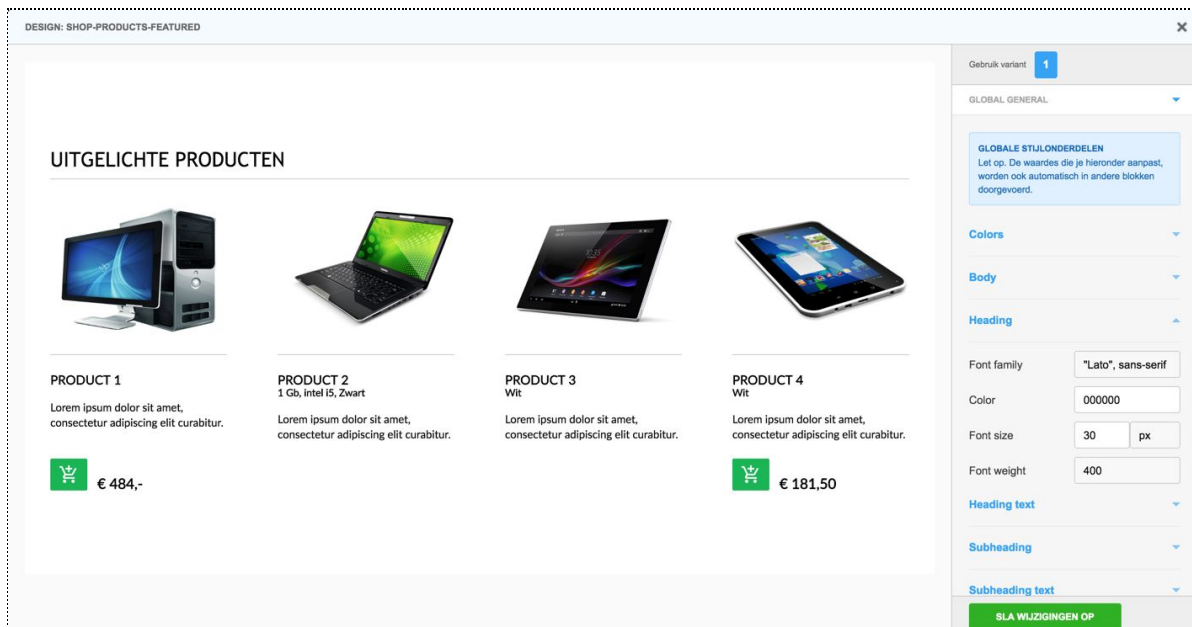 DESIGN: SHOP-PRODUCTS-FEATURED
Gebruik variant 1
GLOBAL GENERAL
GLOBALE STIJLONDERDELEN
Let op. De waardes die je hieronder aanpast,
worden ook automatisch in andere blokken
doorgevoerd.
Colors
Body
Heading
Font family "Lato", sans-serif
Color 000000
Font size 30 px
Font weight 400
Heading text
Subheading
Subheading text
SLA WIJZIGINGEN OP
UITGELICHTE PRODUCTEN
PRODUCT 1
Lorem ipsum dolor sit amet,
consectetur adipiscing elit curabitur.
€ 484,-
PRODUCT 2
1 Gb, intel i5, Zwart
Lorem ipsum dolor sit amet,
consectetur adipiscing elit curabitur.
PRODUCT 3
Wit
Lorem ipsum dolor sit amet,
consectetur adipiscing elit curabitur.
PRODUCT 4
Wit
Lorem ipsum dolor sit amet,
consectetur adipiscing elit curabitur.
€ 181,50